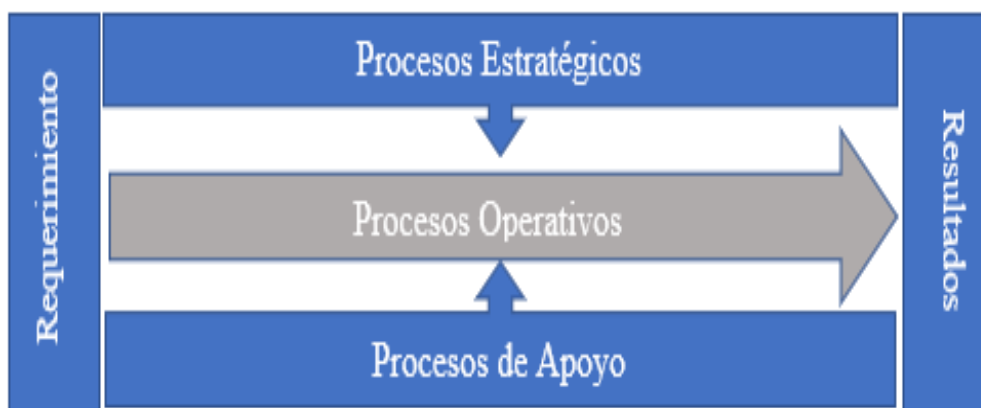 Requerimiento
Procesos Estratégicos
Procesos Operativos
Procesos de Apoyo
Resultados